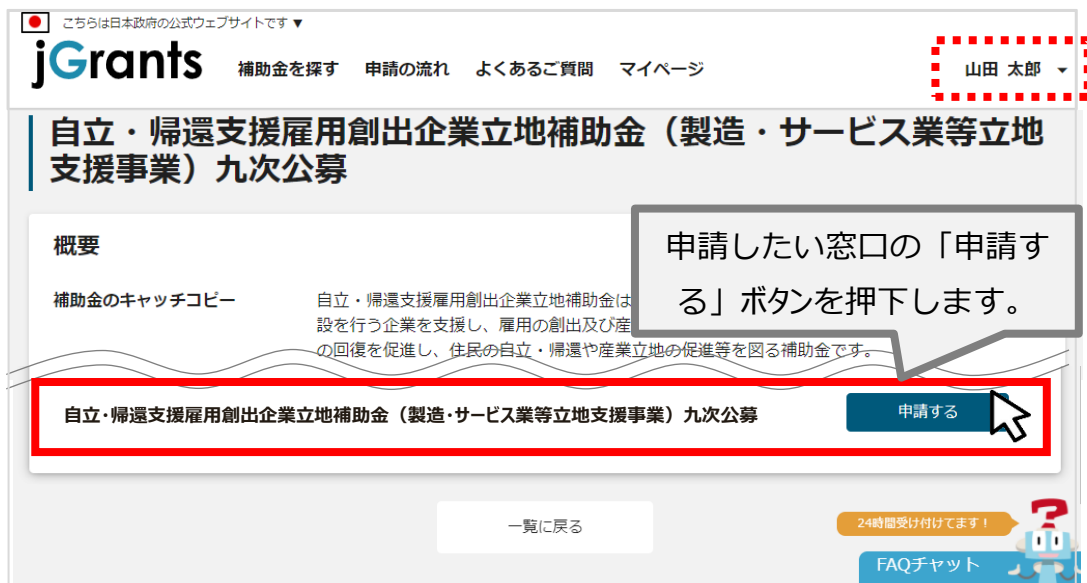 こちらは日本政府の公式ウェブサイトです ▼
jGrants 補助金を探す 申請の流れ よくあるご質問 マイページ 山田 太郎
自立・帰還支援雇用創出企業立地補助金（製造・サービス業等立地
支援事業）九次公募
概要
申請したい窓口の「申請す
る」ボタンを押下します。
補助金のキャッチコピー 自立・帰還支援雇用創出企業立地補助金は
設を行う企業を支援し、雇用の創出及び産
の回復を促進し、住民の自立・帰還や産業立地の促進等を図る補助金です。
自立・帰還支援雇用創出企業立地補助金（製造・サービス業等立地支援事業）九次公募 申請する
一覧に戻る
24時間受け付けてます！
FAQチャット